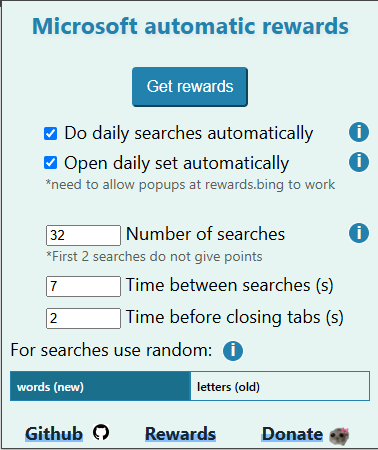 Microsoft automatic rewards
Get rewards
Do daily searches automatically i
Open daily set automatically i
*need to allow popups at rewards.bing to work
32 Number of searches i
*First 2 searches do not give points
7 Time between searches (s)
2 Time before closing tabs (s)
For searches use random: i
words (new) letters (old)
Github Rewards Donate